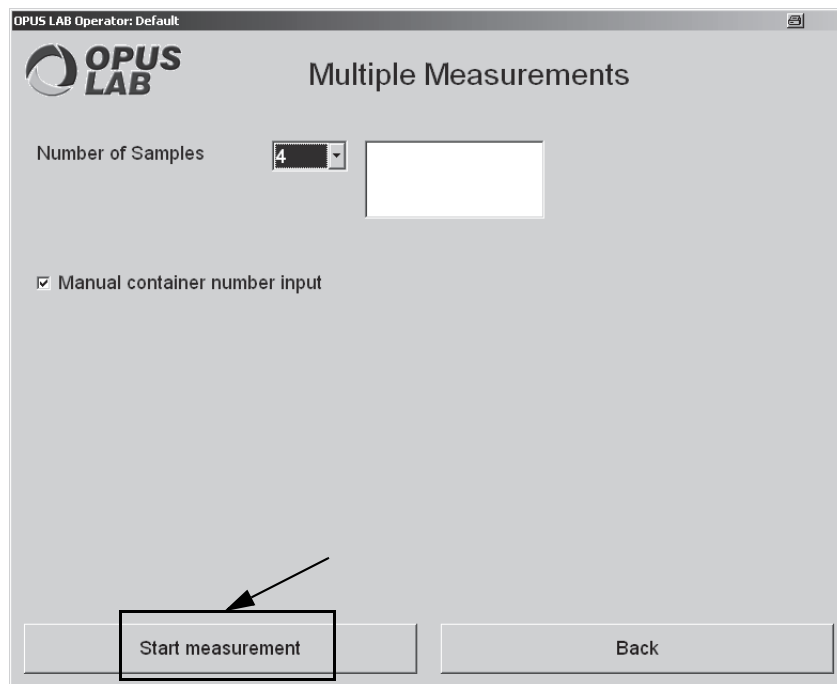 OPUS LAB Operator: Default
OPUS
LAB
Multiple Measurements
Number of Samples
4
Manual container number input
Start measurement
Back